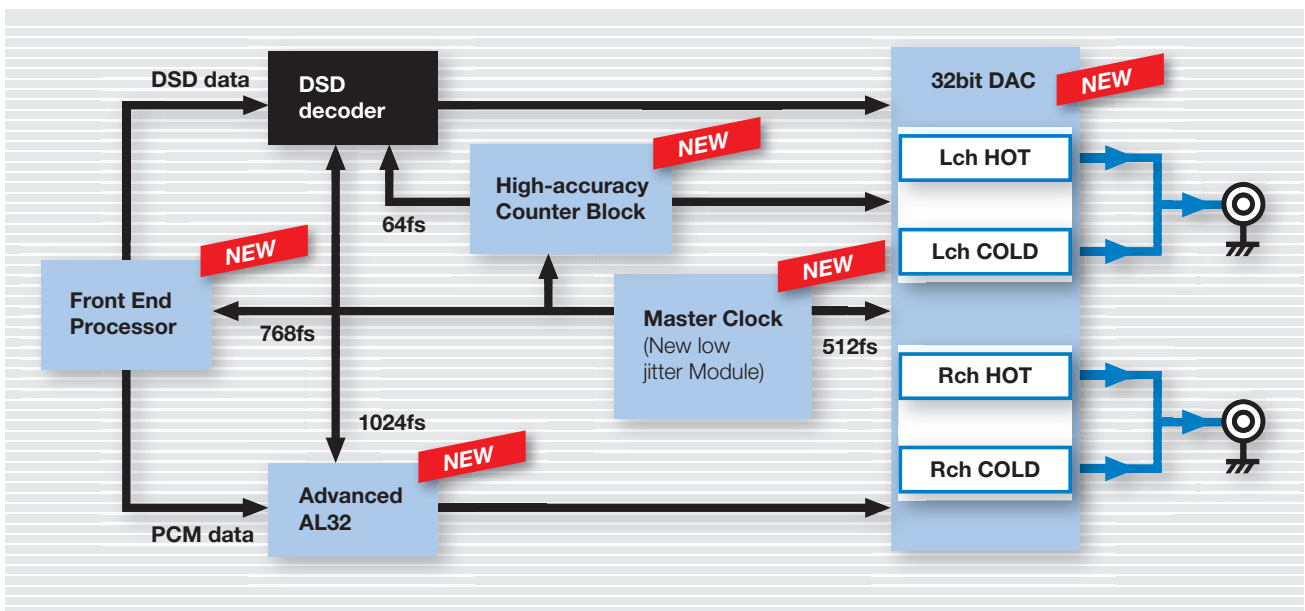 DSD data
DSD
decoder
32bit DAC
NEW
NEW
High-accuracy
Counter Block
64fs
Lch HOT
Lch COLD
NEW
Front End
Processor
768fs
NEW
Master Clock
(New low
jitter Module)
512fs
Rch HOT
Rch COLD
1024fs
NEW
Advanced
AL32
PCM data